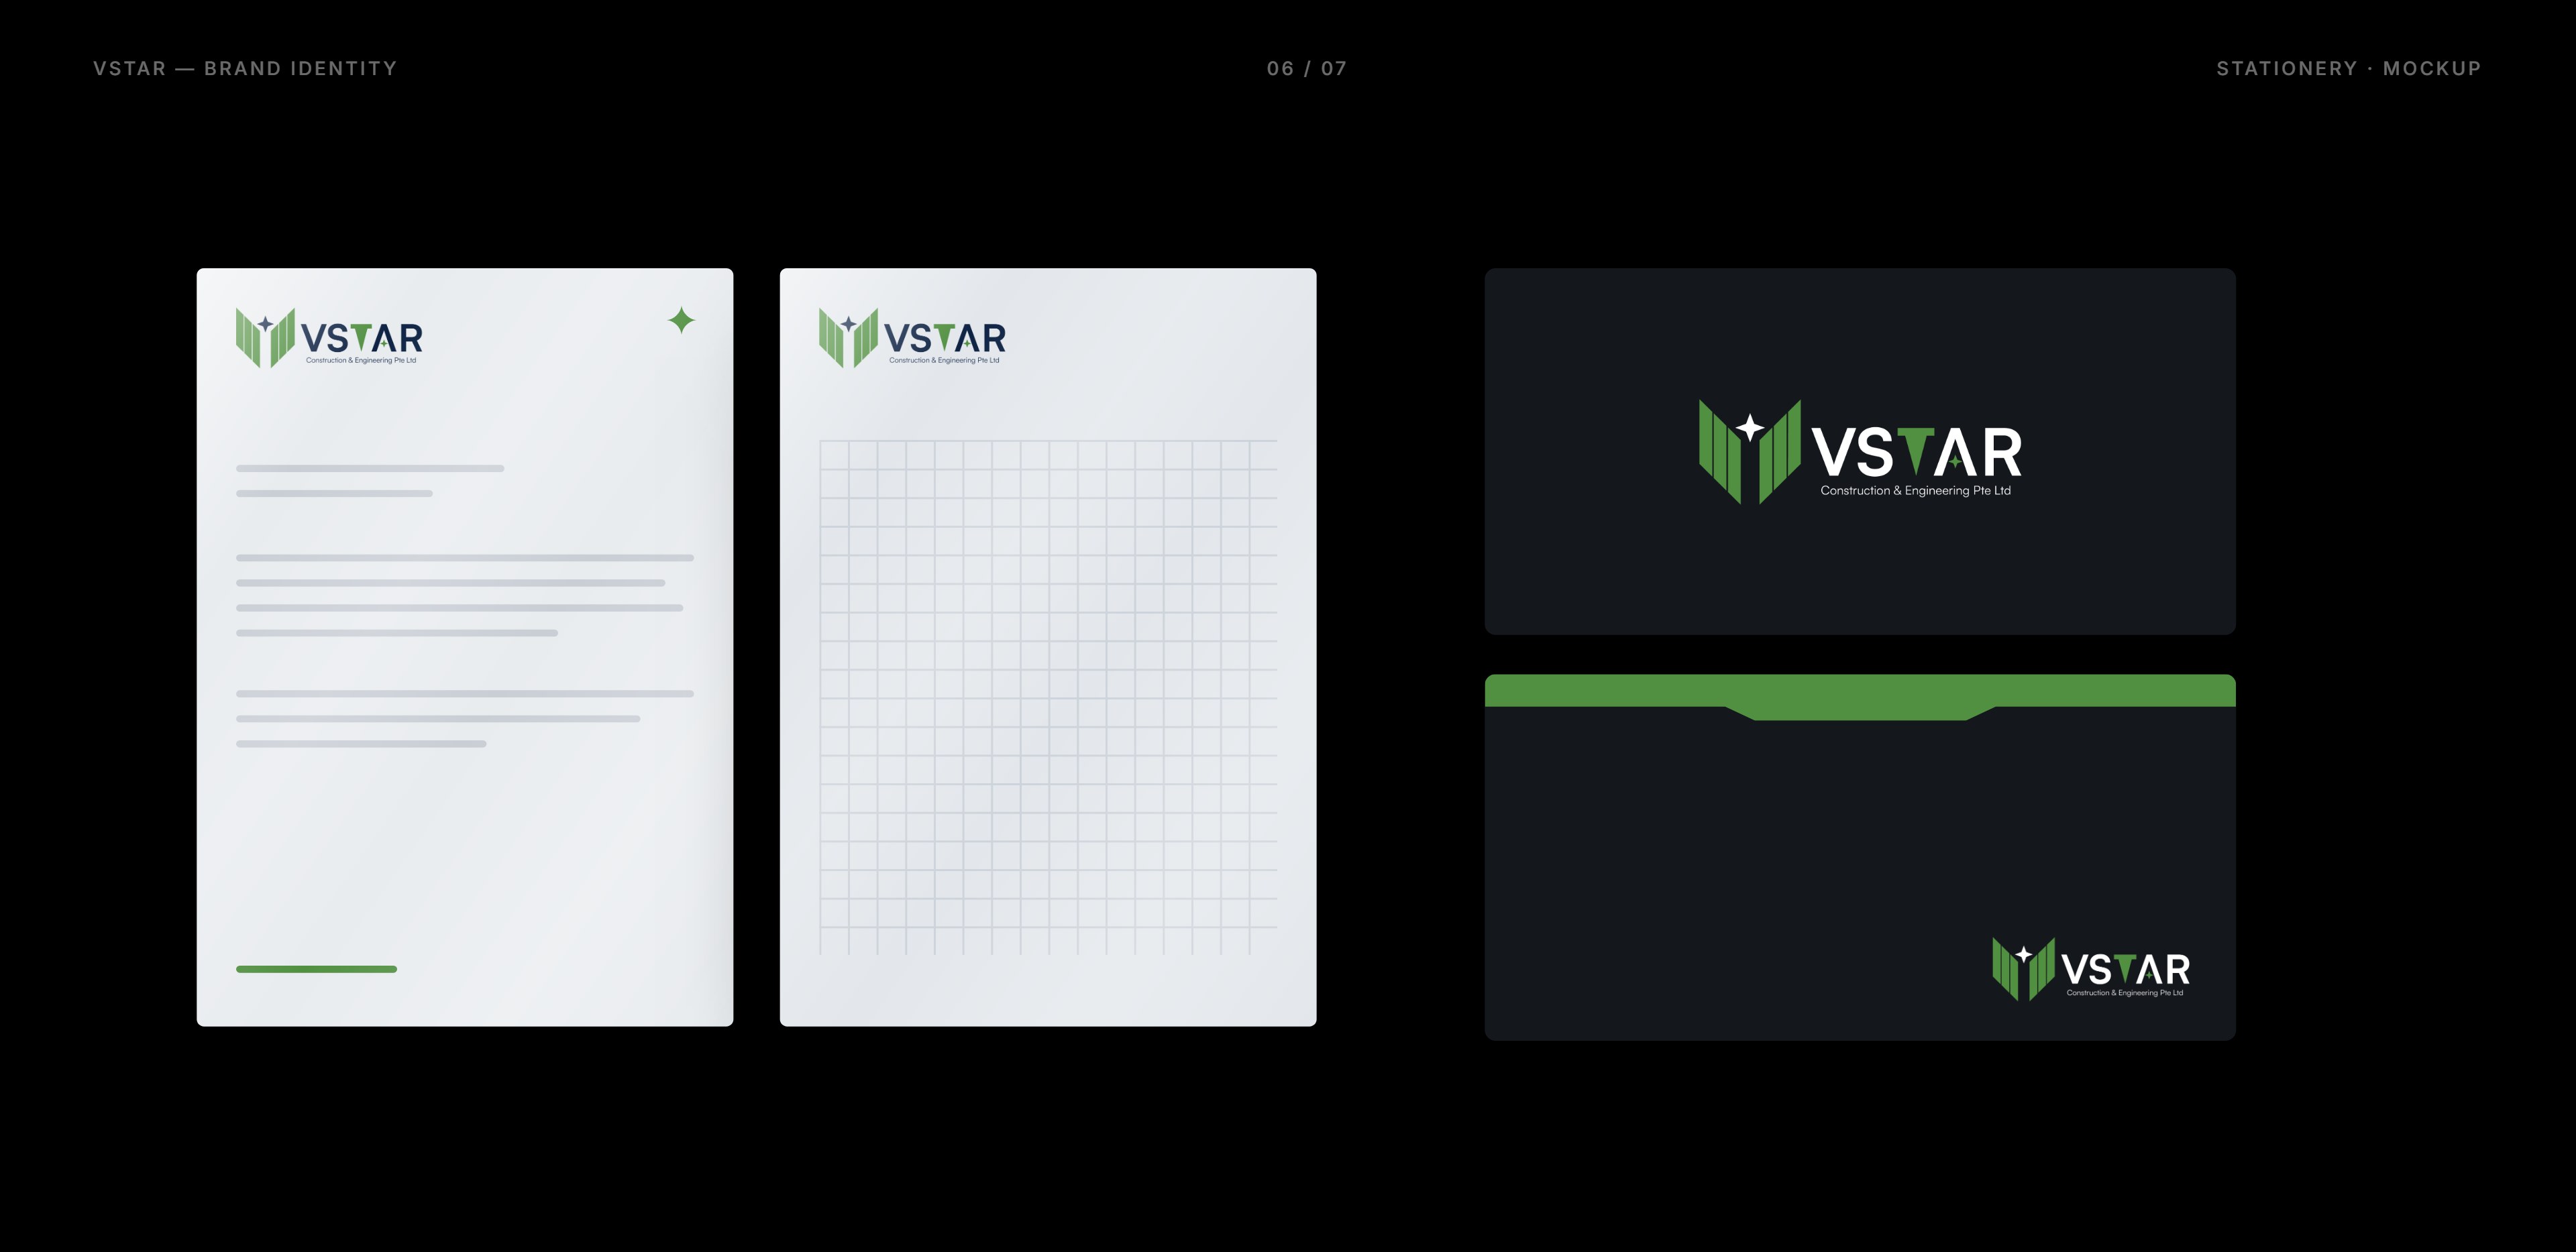 VSTAR — BRAND IDENTITY
06 / 07
STATIONERY · MOCKUP
VSTAR
Construction & Engineering Pte Ltd
VSTAR
Construction & Engineering Pte Ltd
VSTAR
Construction & Engineering Pte Ltd
VSTAR
Construction & Engineering Pte Ltd